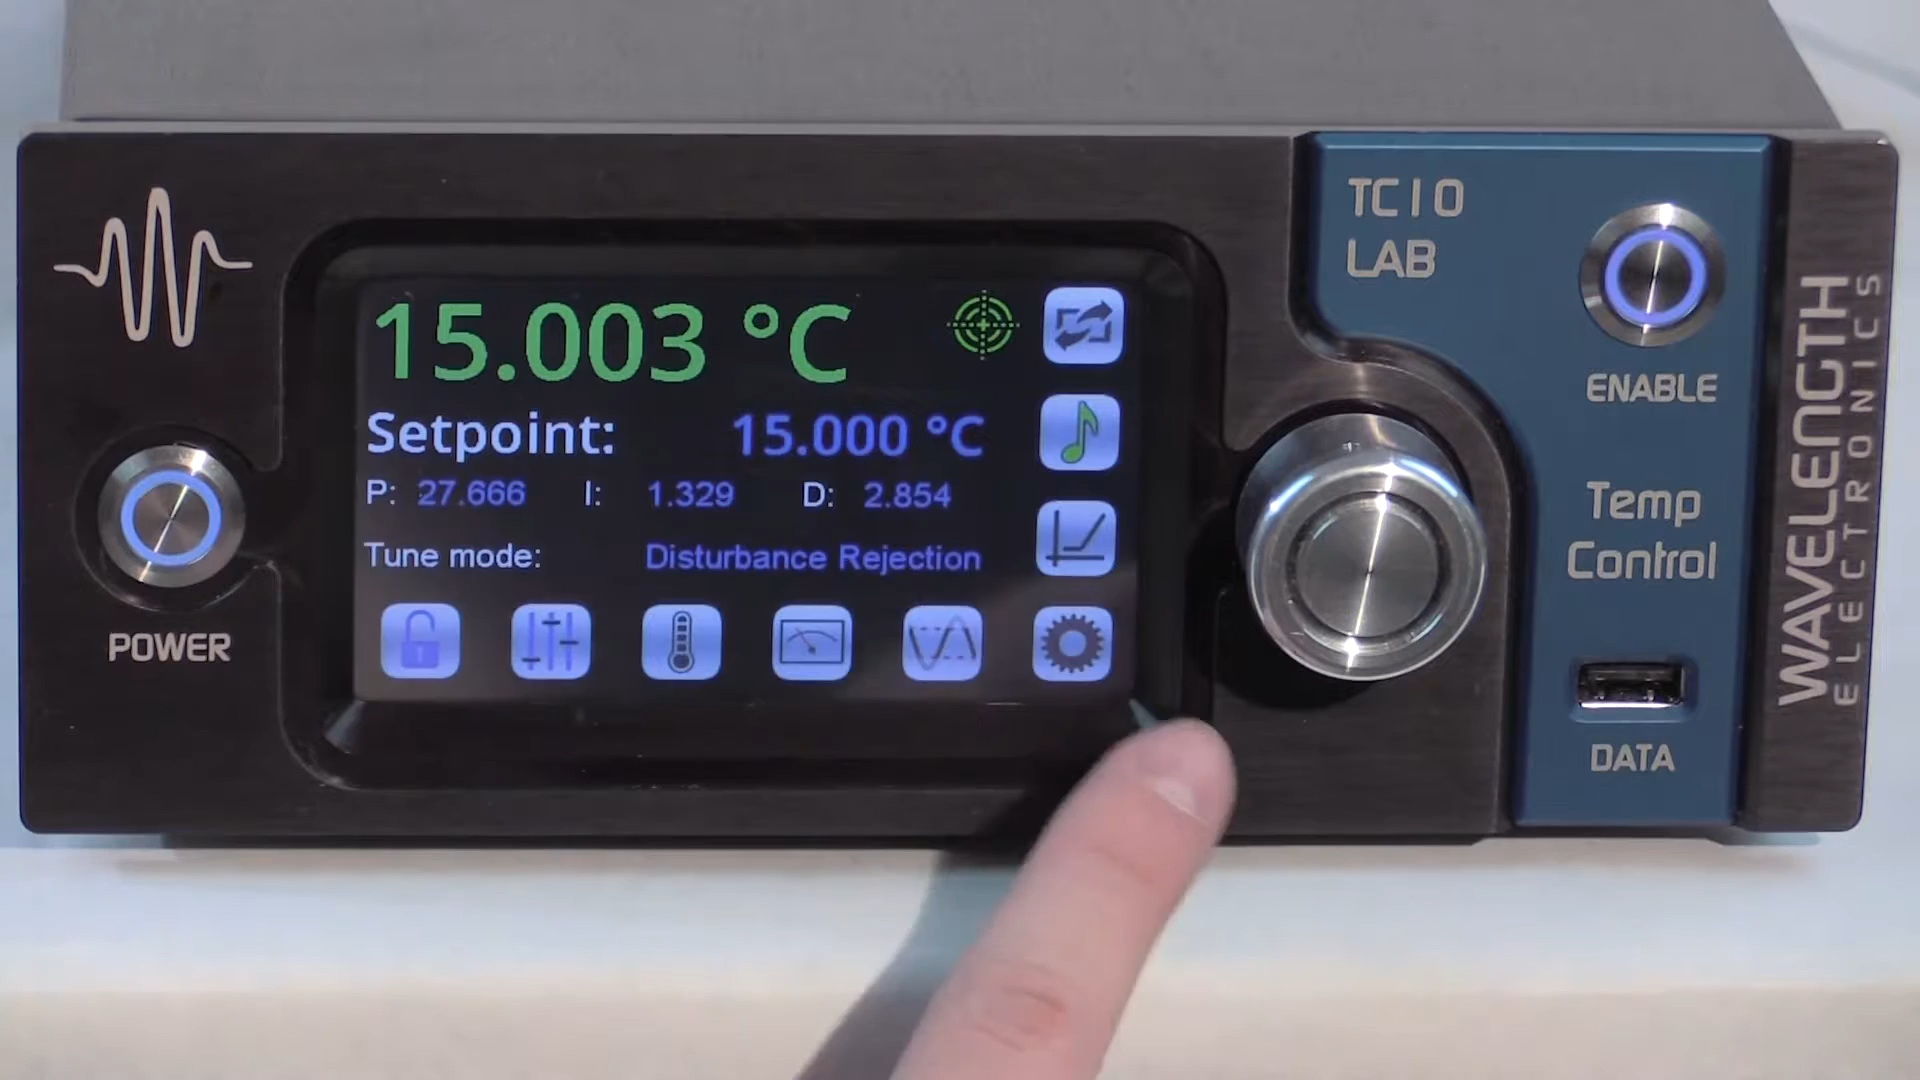 15.003 °C
Setpoint: 15.000 °C
P: 27.666 I: 1.329 D: 2.854
Tune mode: Disturbance Rejection
POWER
TC10
LAB
ENABLE
Temp
Control
DATA
WAVELENGTH
ELECTRONICS